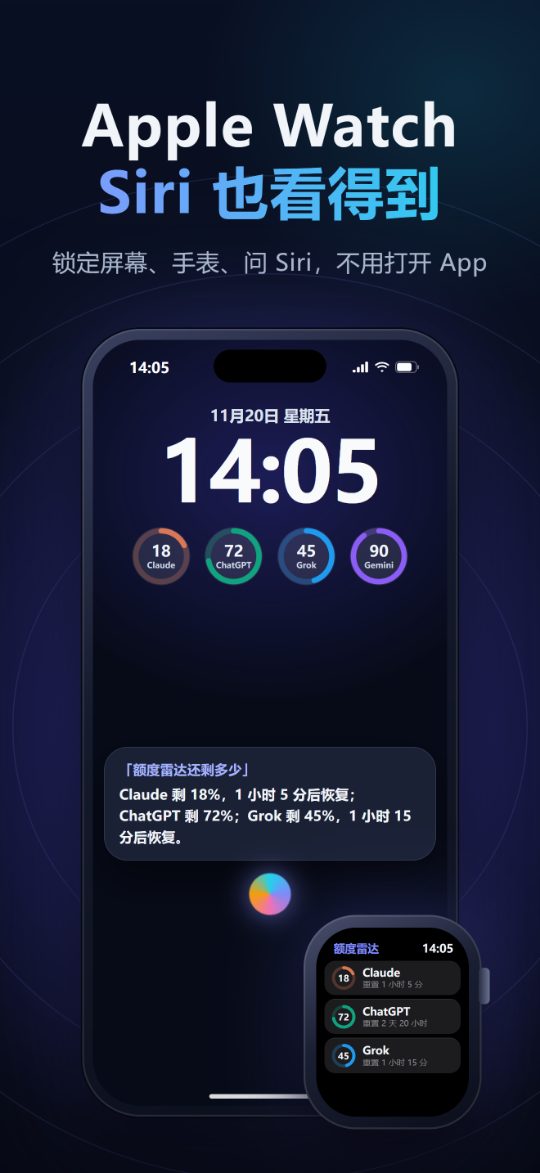 Apple Watch
Siri 也看得到
锁定屏幕、手表、问 Siri，不用打开 App
14:05
11月20日 星期五
14:05
18
Claude
72
ChatGPT
45
Grok
90
Gemini
「额度雷达还剩多少」
Claude 剩 18%，1 小时 5 分后恢复；
ChatGPT 剩 72%；Grok 剩 45%，1 小时 15
分后恢复。
额度雷达 14:05
18 Claude
重置 1 小时 5 分
72 ChatGPT
重置 2 天 20 小时
45 Grok
重置 1 小时 15 分